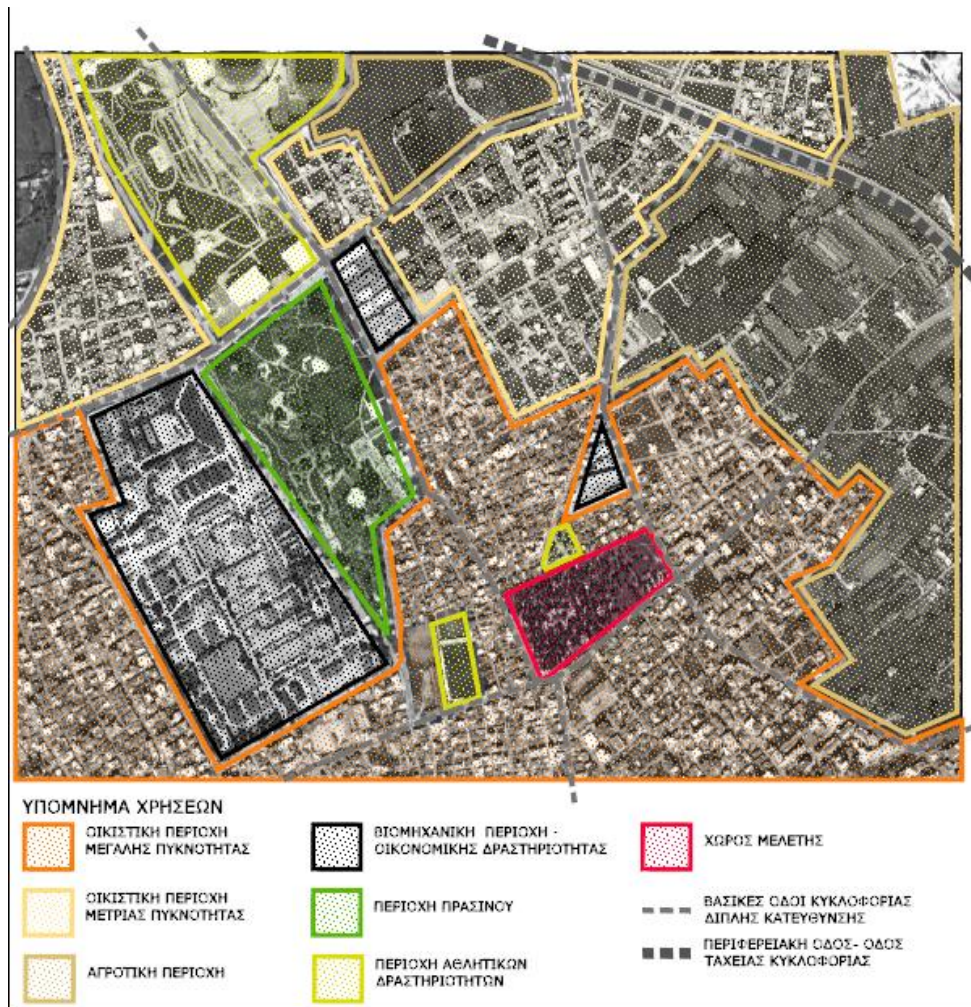 ΥΠΟΜΝΗΜΑ ΧΡΗΣΕΩΝ
ΟΙΚΙΣΤΙΚΗ ΠΕΡΙΟΧΗ
ΜΕΓΑΛΗΣ ΠΥΚΝΟΤΗΤΑΣ
ΟΙΚΙΣΤΙΚΗ ΠΕΡΙΟΧΗ
ΜΕΤΡΙΑΣ ΠΥΚΝΟΤΗΤΑΣ
ΑΓΡΟΤΙΚΗ ΠΕΡΙΟΧΗ
ΒΙΟΜΗΧΑΝΙΚΗ ΠΕΡΙΟΧΗ -
ΟΙΚΟΝΟΜΙΚΗΣ ΔΡΑΣΤΗΡΙΟΤΗΤΑΣ
ΠΕΡΙΟΧΗ ΠΡΑΣΙΝΟΥ
ΠΕΡΙΟΧΗ ΑΘΛΗΤΙΚΩΝ
ΔΡΑΣΤΗΡΙΟΤΗΤΩΝ
ΧΩΡΟΣ ΜΕΛΕΤΗΣ
ΒΑΣΙΚΕΣ ΟΔΟΙ ΚΥΚΛΟΦΟΡΙΑΣ
ΔΙΠΛΗΣ ΚΑΤΕΥΘΥΝΣΗΣ
ΠΕΡΙΦΕΡΕΙΑΚΗ ΟΔΟΣ- ΟΔΟΣ
ΤΑΧΕΙΑΣ ΚΥΚΛΟΦΟΡΙΑΣ